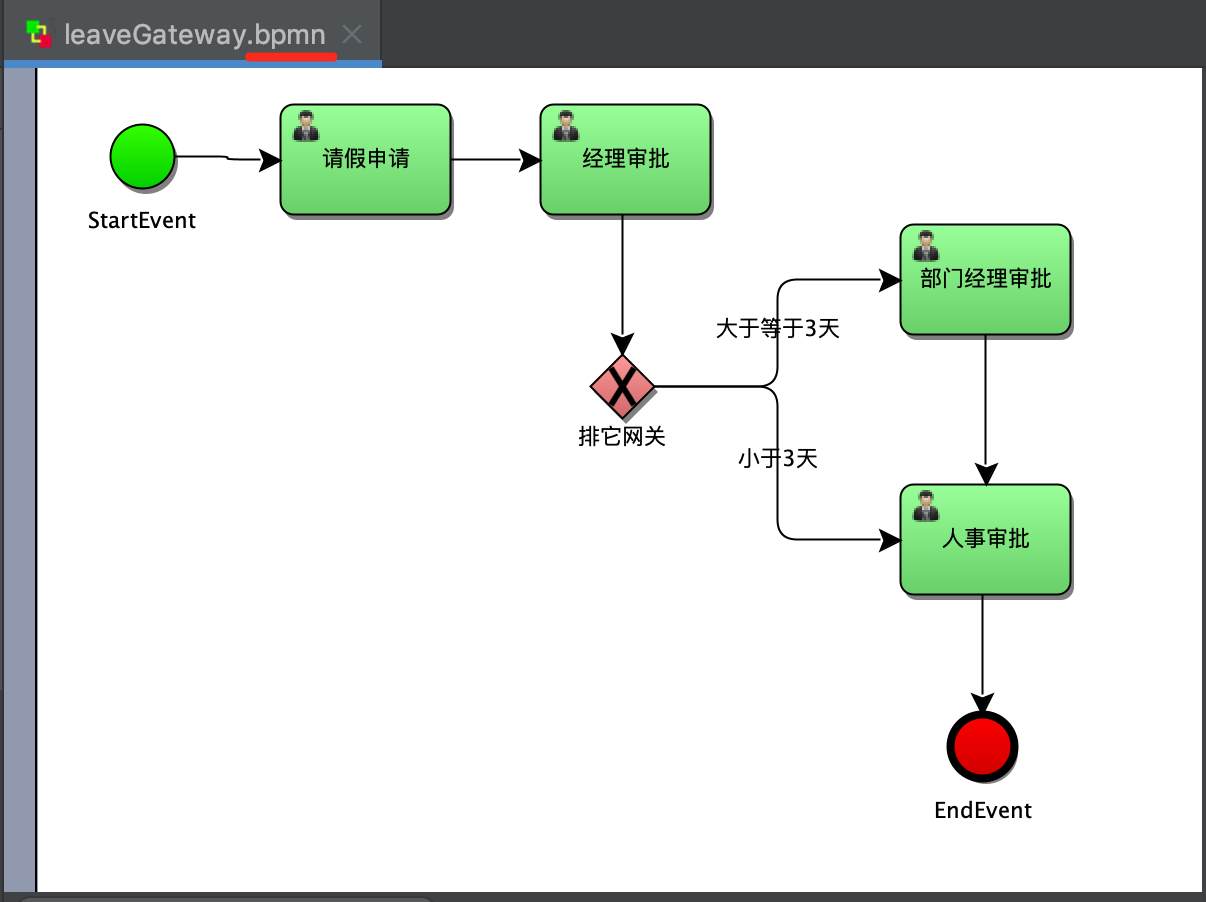 leaveGateway.bpmn
请假申请
经理审批
StartEvent
部门经理审批
大于等于3天
排它网关
小于3天
人事审批
EndEvent